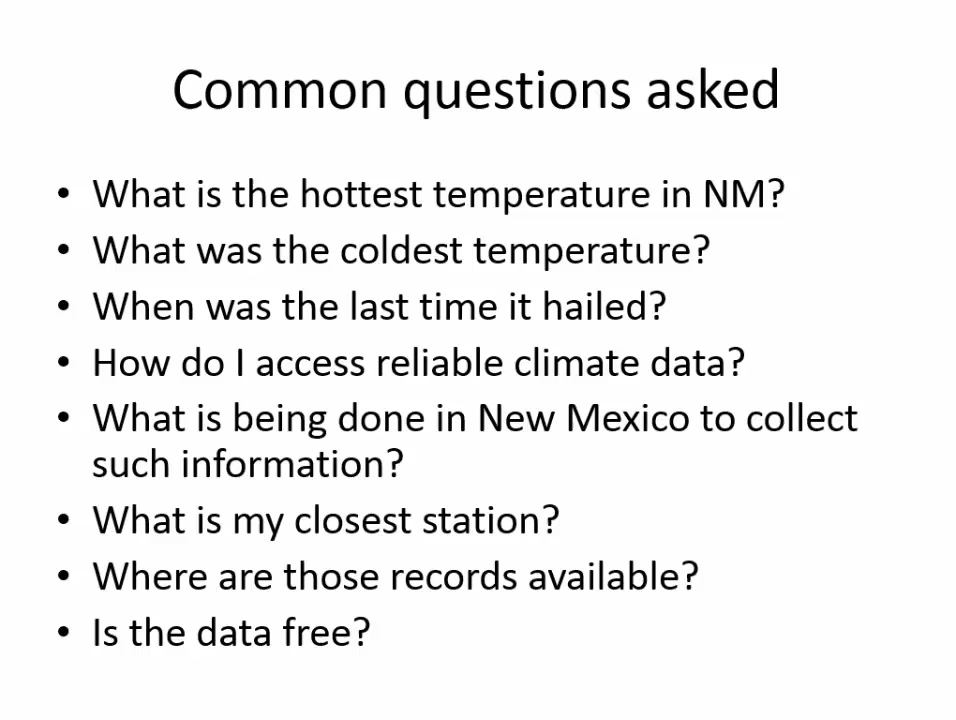 Common questions asked
• What is the hottest temperature in NM?
• What was the coldest temperature?
• When was the last time it hailed?
• How do I access reliable climate data?
• What is being done in New Mexico to collect
such information?
• What is my closest station?
• Where are those records available?
• Is the data free?